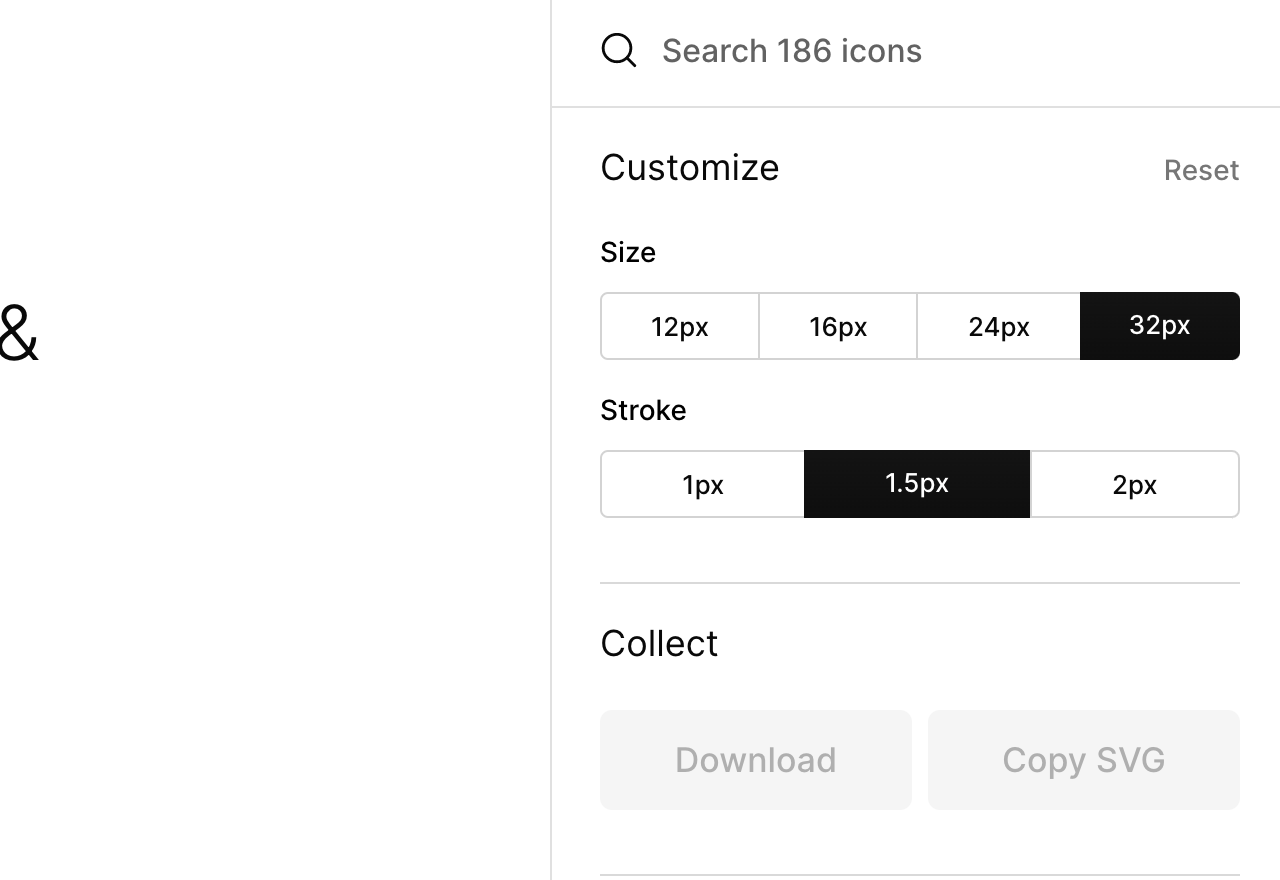 Search 186 icons
Customize
Reset
Size
&
12px 16px 24px 32px
Stroke
1px 1.5px 2px
Collect
Download Copy SVG